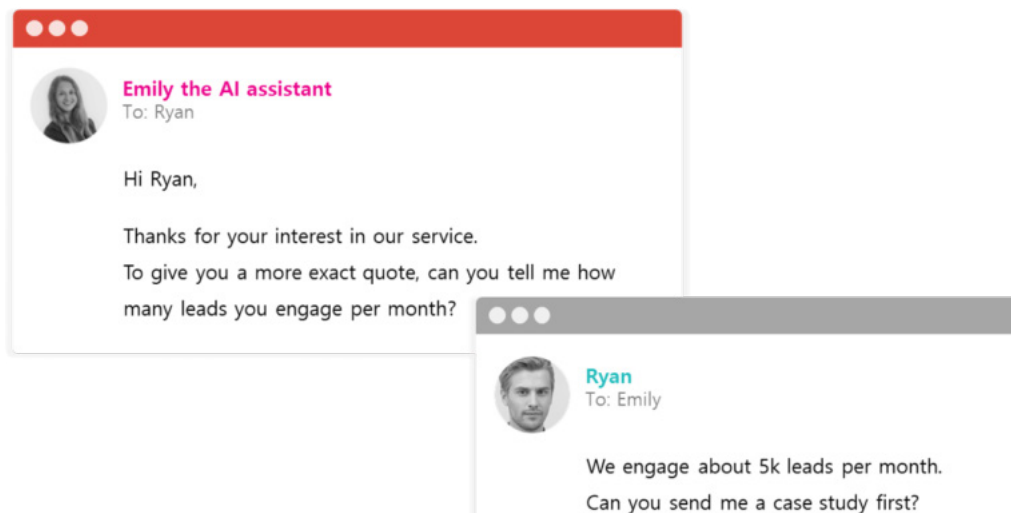 Emily the AI assistant
To: Ryan
Hi Ryan,
Thanks for your interest in our service.
To give you a more exact quote, can you tell me how
many leads you engage per month?
Ryan
To: Emily
We engage about 5k leads per month.
Can you send me a case study first?